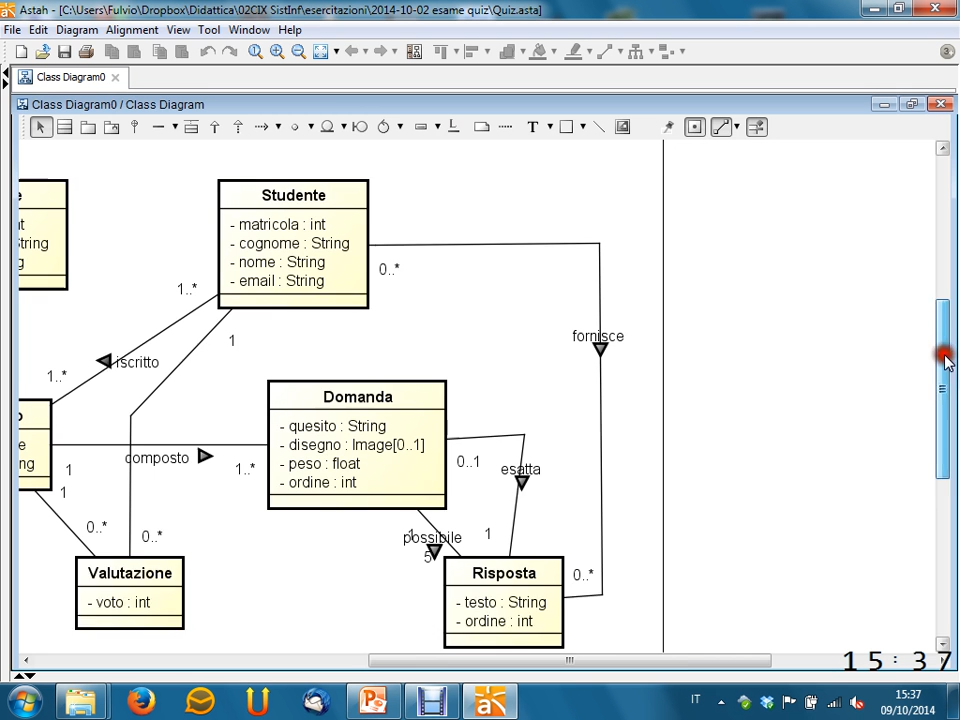 Astah - [C:\Users\Fulvio\Dropbox\Didattica\02CIX SistInf\esercitazioni\2014-10-02 esame quiz\Quiz.asta]
File Edit Diagram Alignment View Tool Window Help
Class Diagram0
Class Diagram0 / Class Diagram
T
e
nt
tring
g
Studente
- matricola : int
- cognome : String
- nome : String
- email : String
0..*
1..*
1
fornisce
iscritto
1..*
Domanda
- quesito : String
- disegno : Image[0..1]
- peso : float
- ordine : int
o
e
ng
composto
1
1..*
0..1
esatta
1
0..*
0..*
1
possibile
5
1
Valutazione
- voto : int
Risposta
- testo : String
- ordine : int
0..*
15:37
IT
15:37
09/10/2014